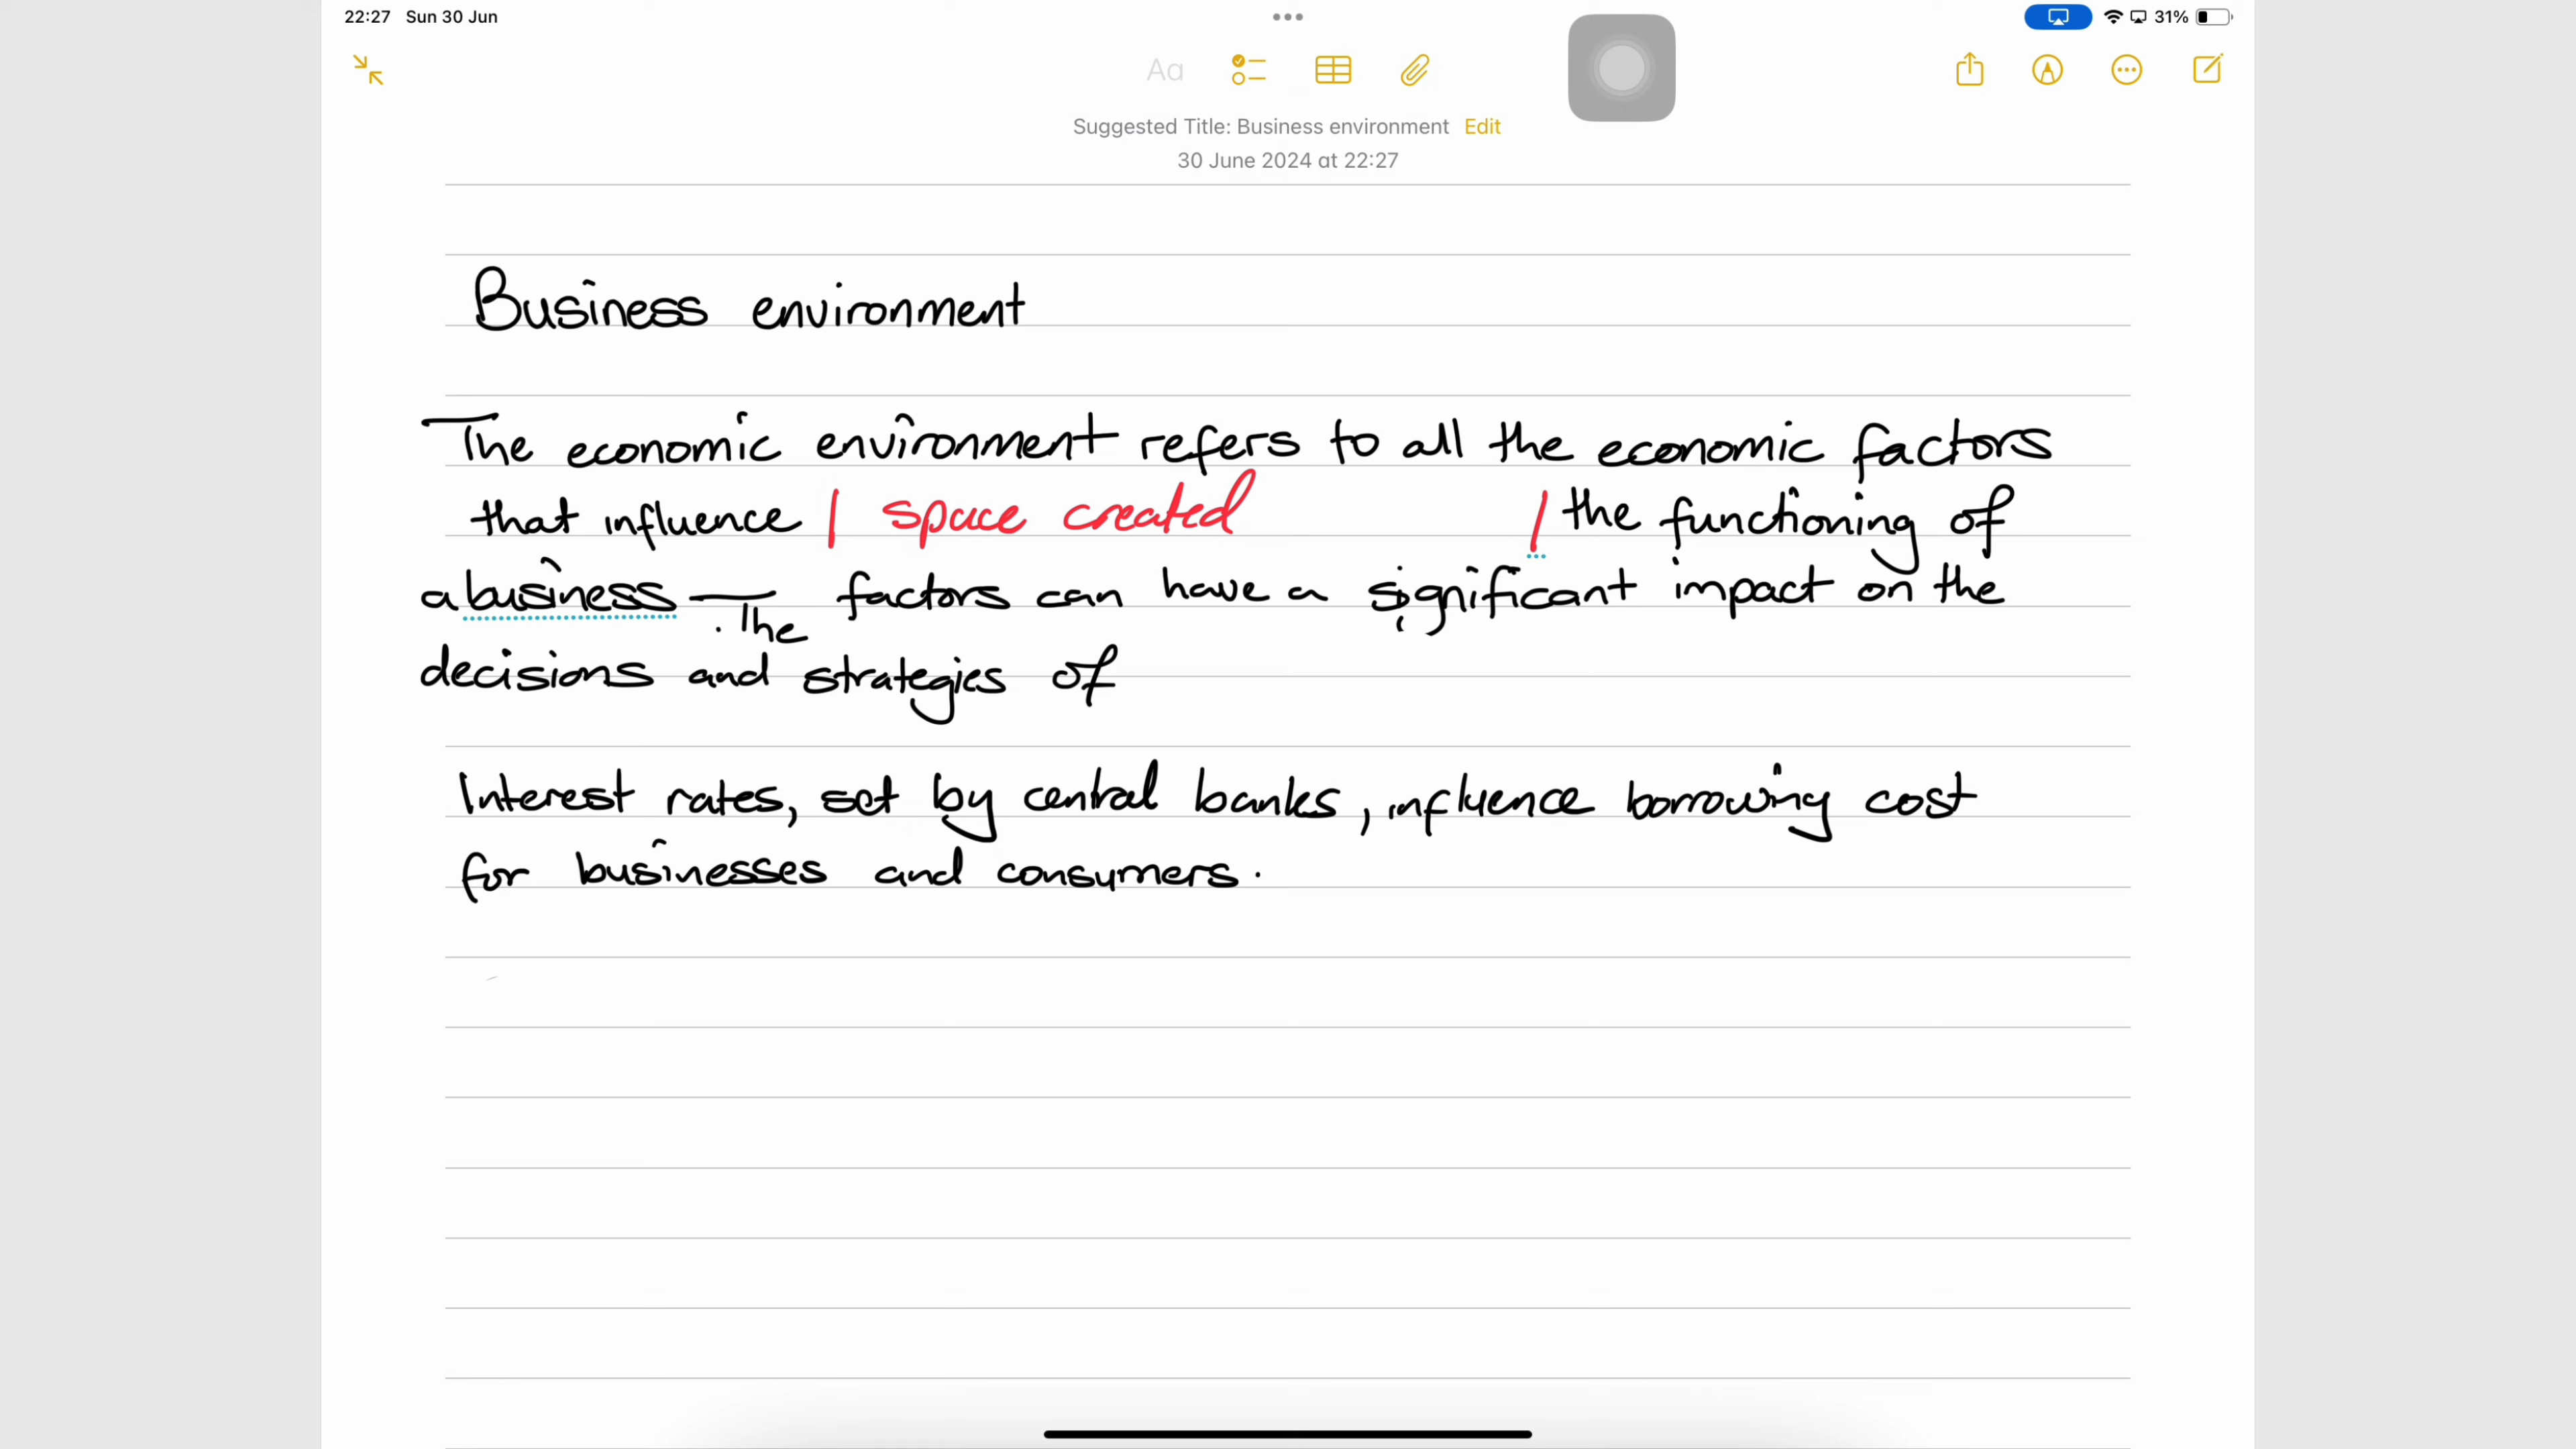 22:27 Sun 30 Jun 31%
Aa
Suggested Title: Business environment Edit
30 June 2024 at 22:27
Business environment
The economic environment refers to all the economic factors
that influence | space created | the functioning of
a business . The factors can have a significant impact on the
decisions and strategies of
Interest rates, set by central banks, influence borrowing cost
for businesses and consumers.